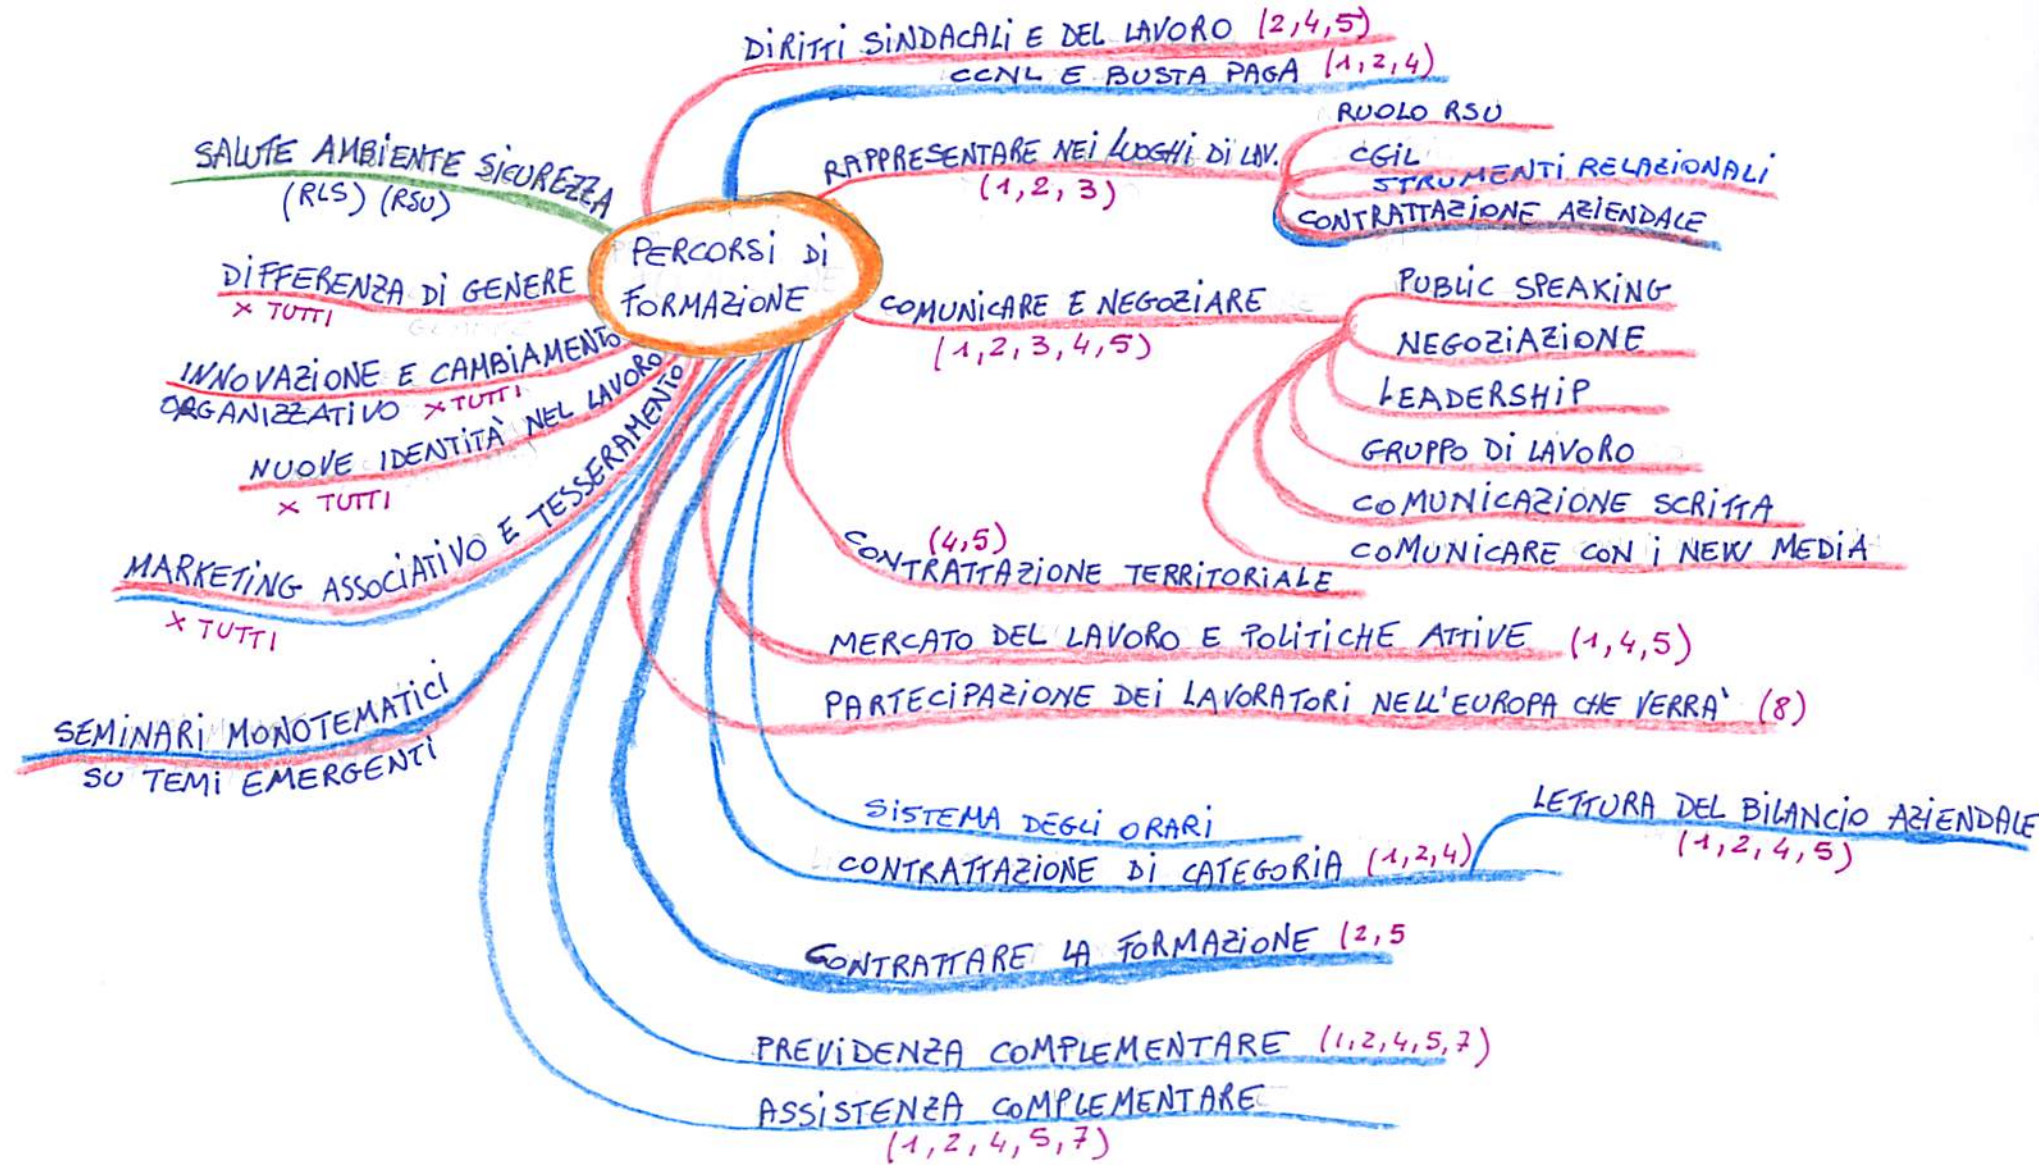 PERCORSI DI
FORMAZIONE
DIRITTI SINDACALI E DEL LAVORO (2,4,5)
CCNL E BUSTA PAGA (1,2,4)
RAPPRESENTARE NEI LUOGHI DI LAV.
(1,2,3)
RUOLO RSU
CGIL
STRUMENTI RELAZIONALI
CONTRATTAZIONE AZIENDALE
COMUNICARE E NEGOZIARE
(1,2,3,4,5)
PUBLIC SPEAKING
NEGOZIAZIONE
LEADERSHIP
GRUPPO DI LAVORO
COMUNICAZIONE SCRITTA
COMUNICARE CON I NEW MEDIA
(4,5)
CONTRATTAZIONE TERRITORIALE
MERCATO DEL LAVORO E POLITICHE ATTIVE (1,4,5)
PARTECIPAZIONE DEI LAVORATORI NELL'EUROPA CHE VERRA' (8)
SISTEMA DEGLI ORARI
CONTRATTAZIONE DI CATEGORIA (1,2,4)
LETTURA DEL BILANCIO AZIENDALE
(1,2,4,5)
CONTRATTARE LA FORMAZIONE (2,5
PREVIDENZA COMPLEMENTARE (1,2,4,5,7)
ASSISTENZA COMPLEMENTARE
(1,2,4,5,7)
SALUTE AMBIENTE SICUREZZA
(RLS) (RSU)
DIFFERENZA DI GENERE
X TUTTI
INNOVAZIONE E CAMBIAMENTO
ORGANIZZATIVO X TUTTI
NUOVE IDENTITÀ NEL LAVORO
X TUTTI
MARKETING ASSOCIATIVO E TESSERAMENTO
X TUTTI
SEMINARI MONOTEMATICI
SU TEMI EMERGENTI